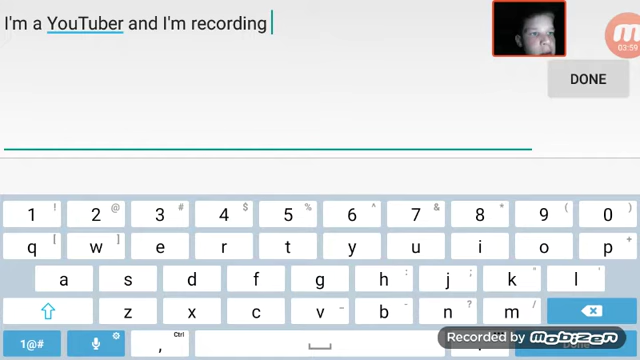 I'm a YouTuber and I'm recording
03:59
DONE
1 ! 2 @ 3 # 4 $ 5 % 6 ^ 7 & 8 * 9 ( 0 )
q [ w ] e r t y u i o p +
a s d f g h : j ; k " l '
z x c v – b - n ? m /
1@# , Ctrl
Recorded by mobizen